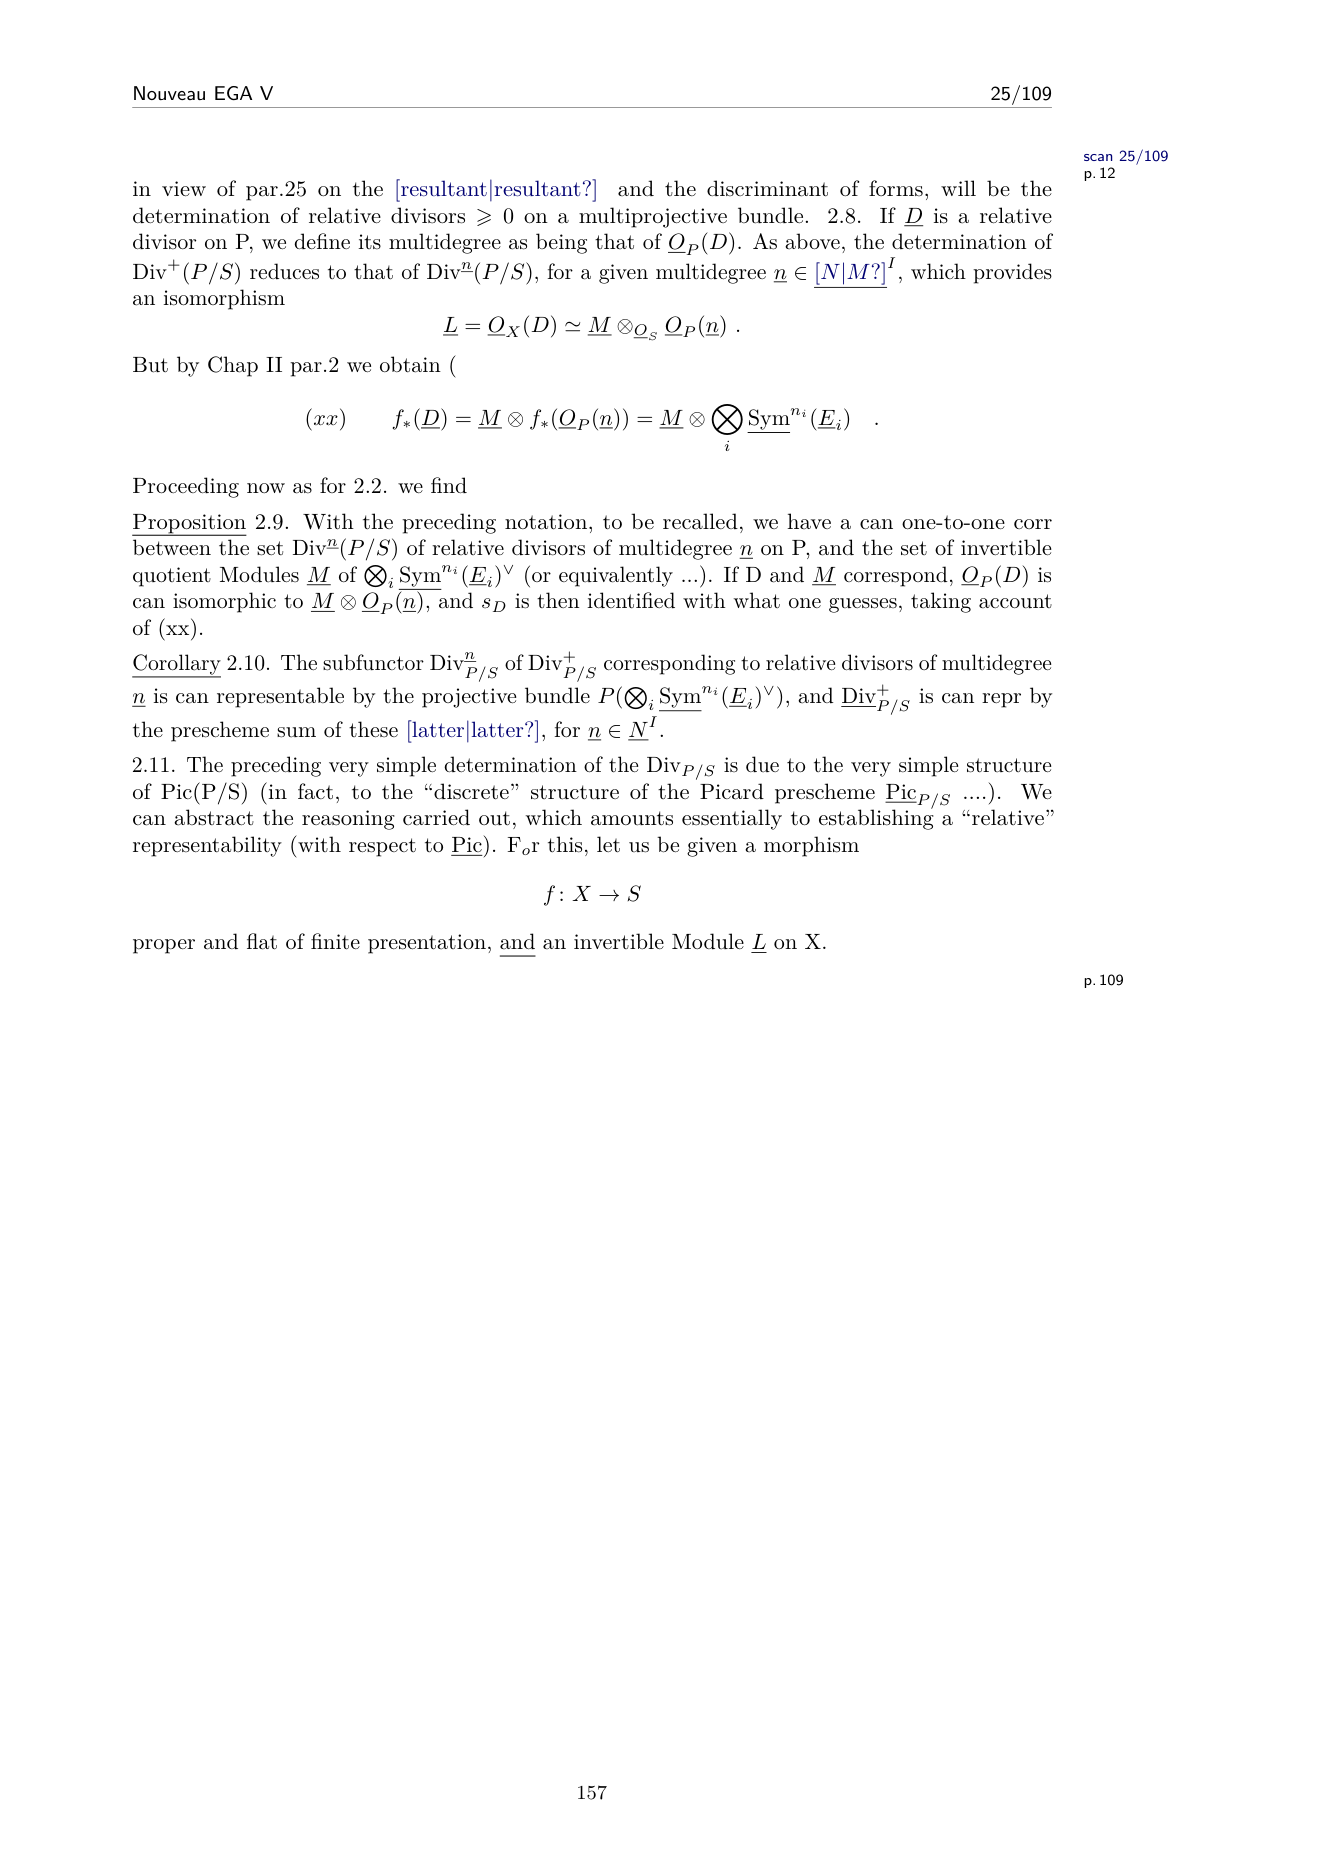 Nouveau EGA V 25/109
scan 25/109
p. 12
in view of par.25 on the [resultant|resultant?] and the discriminant of forms, will be the
determination of relative divisors ⩾ 0 on a multiprojective bundle. 2.8. If D is a relative
divisor on P, we define its multidegree as being that of O_P(D). As above, the determination of
Div⁺(P/S) reduces to that of Div^n(P/S), for a given multidegree n ∈ [N|M?]^I, which provides
an isomorphism
L = O_X(D) ≃ M ⊗_{O_S} O_P(n) .
But by Chap II par.2 we obtain (
(xx) f_*(D) = M ⊗ f_*(O_P(n)) = M ⊗ ⨂_i Sym^{n_i}(E_i) .
Proceeding now as for 2.2. we find
Proposition 2.9. With the preceding notation, to be recalled, we have a can one-to-one corr
between the set Div^n(P/S) of relative divisors of multidegree n on P, and the set of invertible
quotient Modules M of ⨂_i Sym^{n_i}(E_i)^∨ (or equivalently ...). If D and M correspond, O_P(D) is
can isomorphic to M ⊗ O_P(n), and s_D is then identified with what one guesses, taking account
of (xx).
Corollary 2.10. The subfunctor Div^n_{P/S} of Div^+_{P/S} corresponding to relative divisors of multidegree
n is can representable by the projective bundle P(⨂_i Sym^{n_i}(E_i)^∨), and Div^+_{P/S} is can repr by
the prescheme sum of these [latter|latter?], for n ∈ N^I.
2.11. The preceding very simple determination of the Div_{P/S} is due to the very simple structure
of Pic(P/S) (in fact, to the “discrete” structure of the Picard prescheme Pic_{P/S} ....). We
can abstract the reasoning carried out, which amounts essentially to establishing a “relative”
representability (with respect to Pic). F_or this, let us be given a morphism
f : X → S
proper and flat of finite presentation, and an invertible Module L on X.
p. 109
157